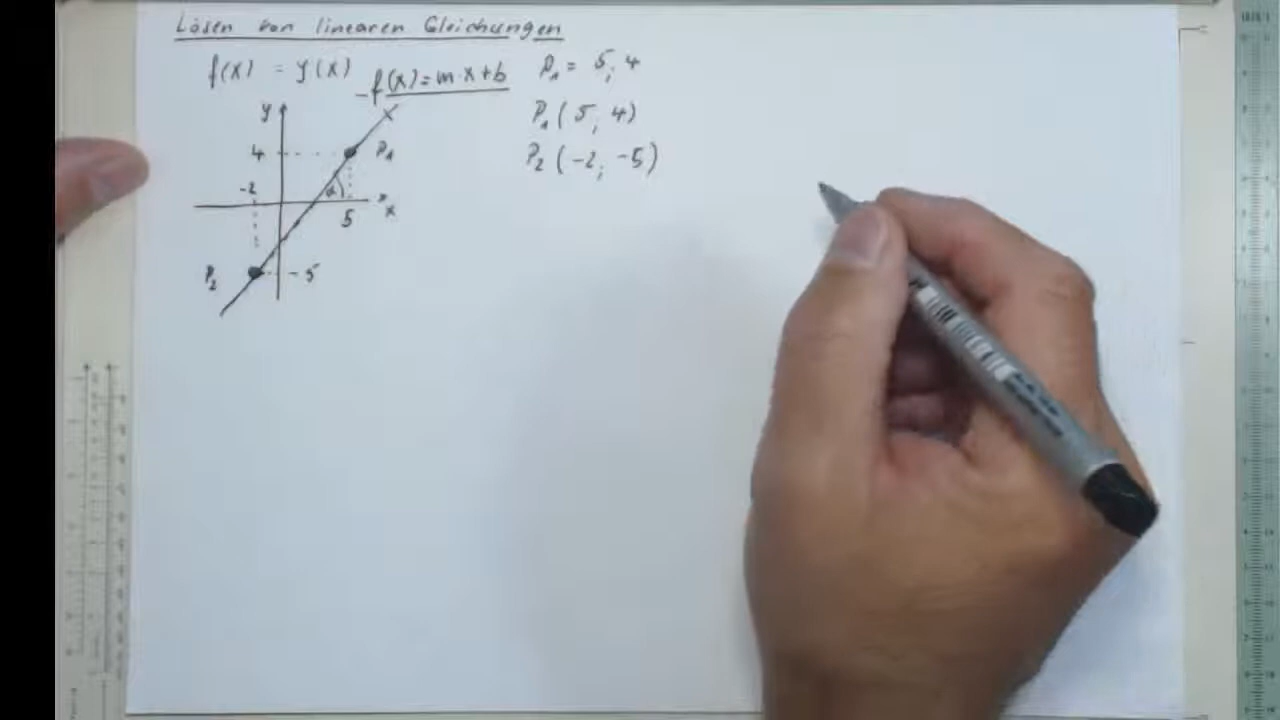 Lösen von linearen Gleichungen
f(x) = y(x)
f(x) = m·x+b
P₁ = 5; 4
P₁ (5; 4)
P₂ (-2; -5)
y
4
P₁
-2
α
5
x
P₂
-5